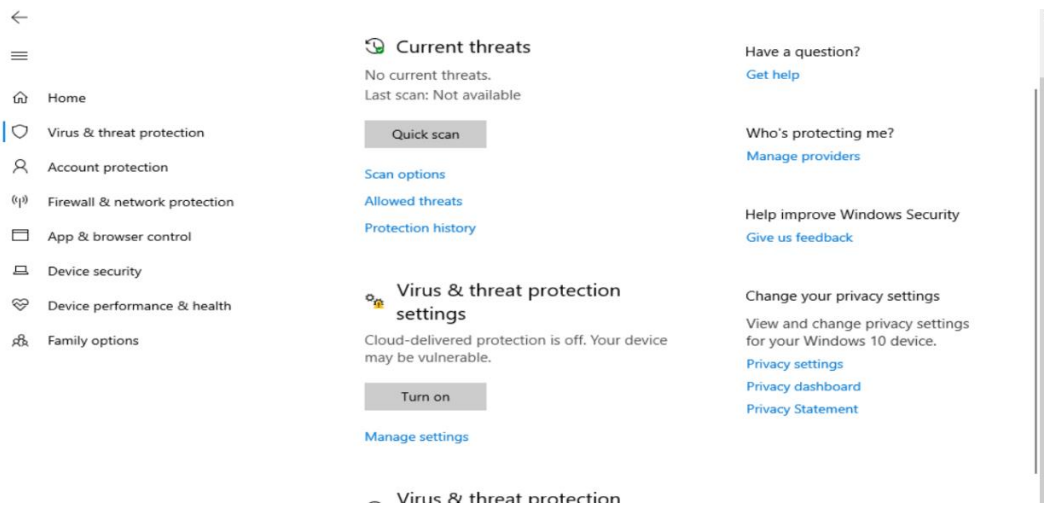 Home
Virus & threat protection
Account protection
Firewall & network protection
App & browser control
Device security
Device performance & health
Family options
Current threats
No current threats.
Last scan: Not available
Quick scan
Scan options
Allowed threats
Protection history
Virus & threat protection
settings
Cloud-delivered protection is off. Your device
may be vulnerable.
Turn on
Manage settings
Virus & threat protection
Have a question?
Get help
Who's protecting me?
Manage providers
Help improve Windows Security
Give us feedback
Change your privacy settings
View and change privacy settings
for your Windows 10 device.
Privacy settings
Privacy dashboard
Privacy Statement